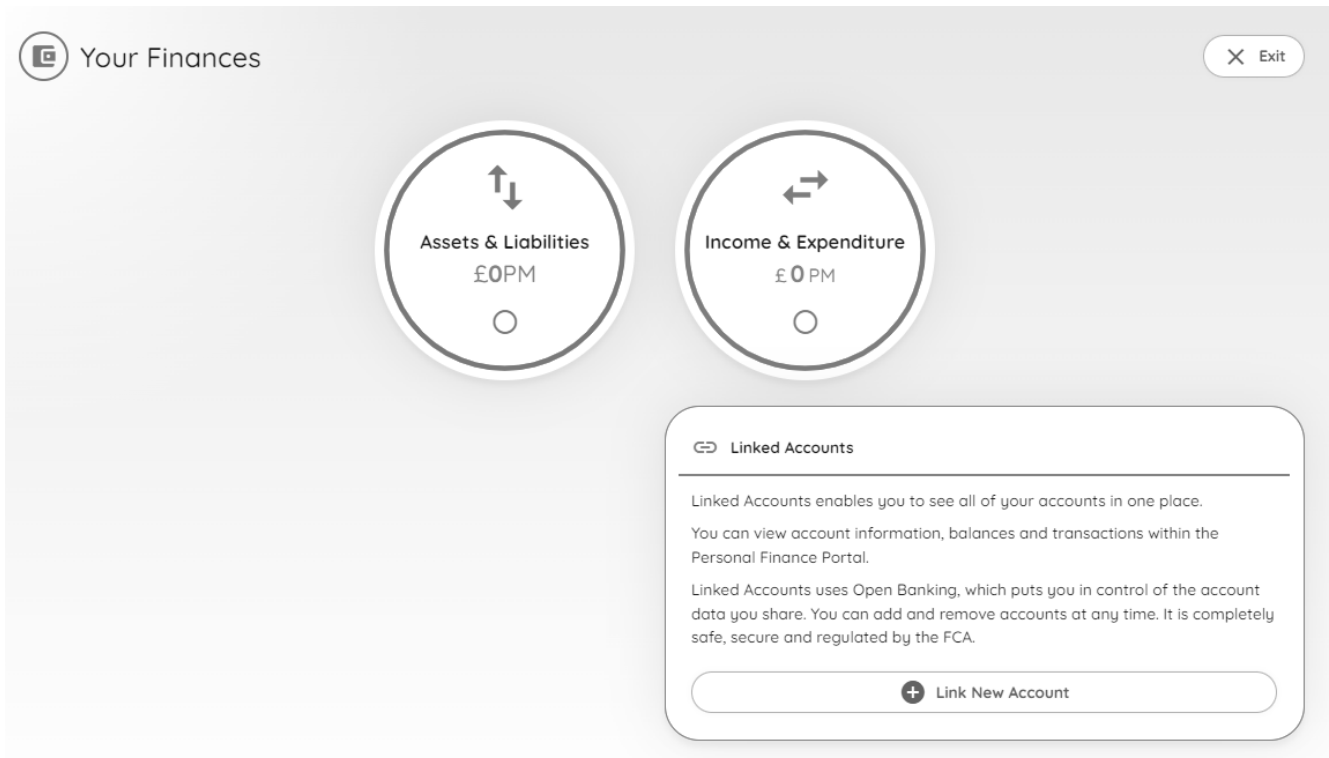 Your Finances
Exit
Assets & Liabilities
£0PM
Income & Expenditure
£ 0 PM
Linked Accounts
Linked Accounts enables you to see all of your accounts in one place.
You can view account information, balances and transactions within the
Personal Finance Portal.
Linked Accounts uses Open Banking, which puts you in control of the account
data you share. You can add and remove accounts at any time. It is completely
safe, secure and regulated by the FCA.
Link New Account